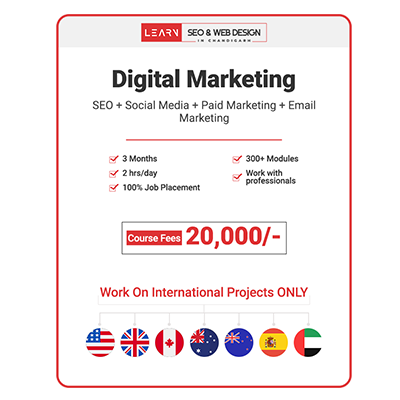 LEARN SEO & WEB DESIGN
IN CHANDIGARH
Digital Marketing
SEO + Social Media + Paid Marketing + Email
Marketing
3 Months
2 hrs/day
100% Job Placement
300+ Modules
Work with
professionals
Course Fees 20,000/-
Work On International Projects ONLY